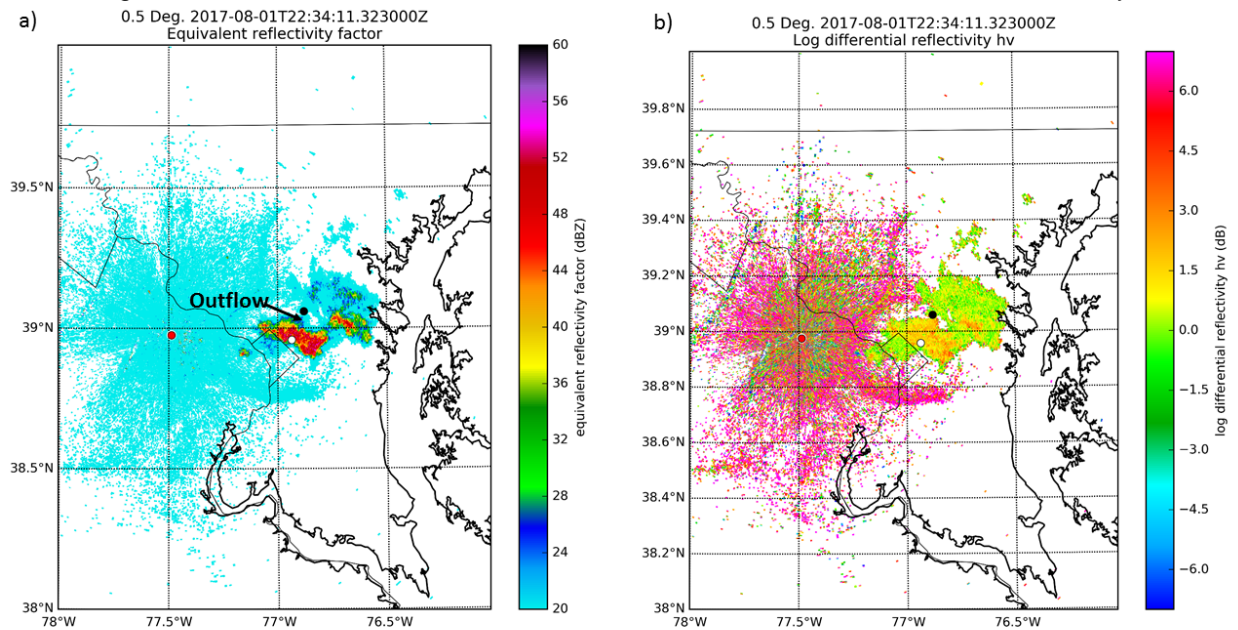 a)
0.5 Deg. 2017-08-01T22:34:11.323000Z
Equivalent reflectivity factor
39.5°N
39°N
38.5°N
38°N
78°W
77.5°W
77°W
76.5°W
Outflow
60
56
52
48
44
40
36
32
28
24
20
equivalent reflectivity factor (dBZ)
b)
0.5 Deg. 2017-08-01T22:34:11.323000Z
Log differential reflectivity hv
39.8°N
39.6°N
39.4°N
39.2°N
39°N
38.8°N
38.6°N
38.4°N
38.2°N
38°N
78°W
77.5°W
77°W
76.5°W
6.0
4.5
3.0
1.5
0.0
−1.5
−3.0
−4.5
−6.0
log differential reflectivity hv (dB)